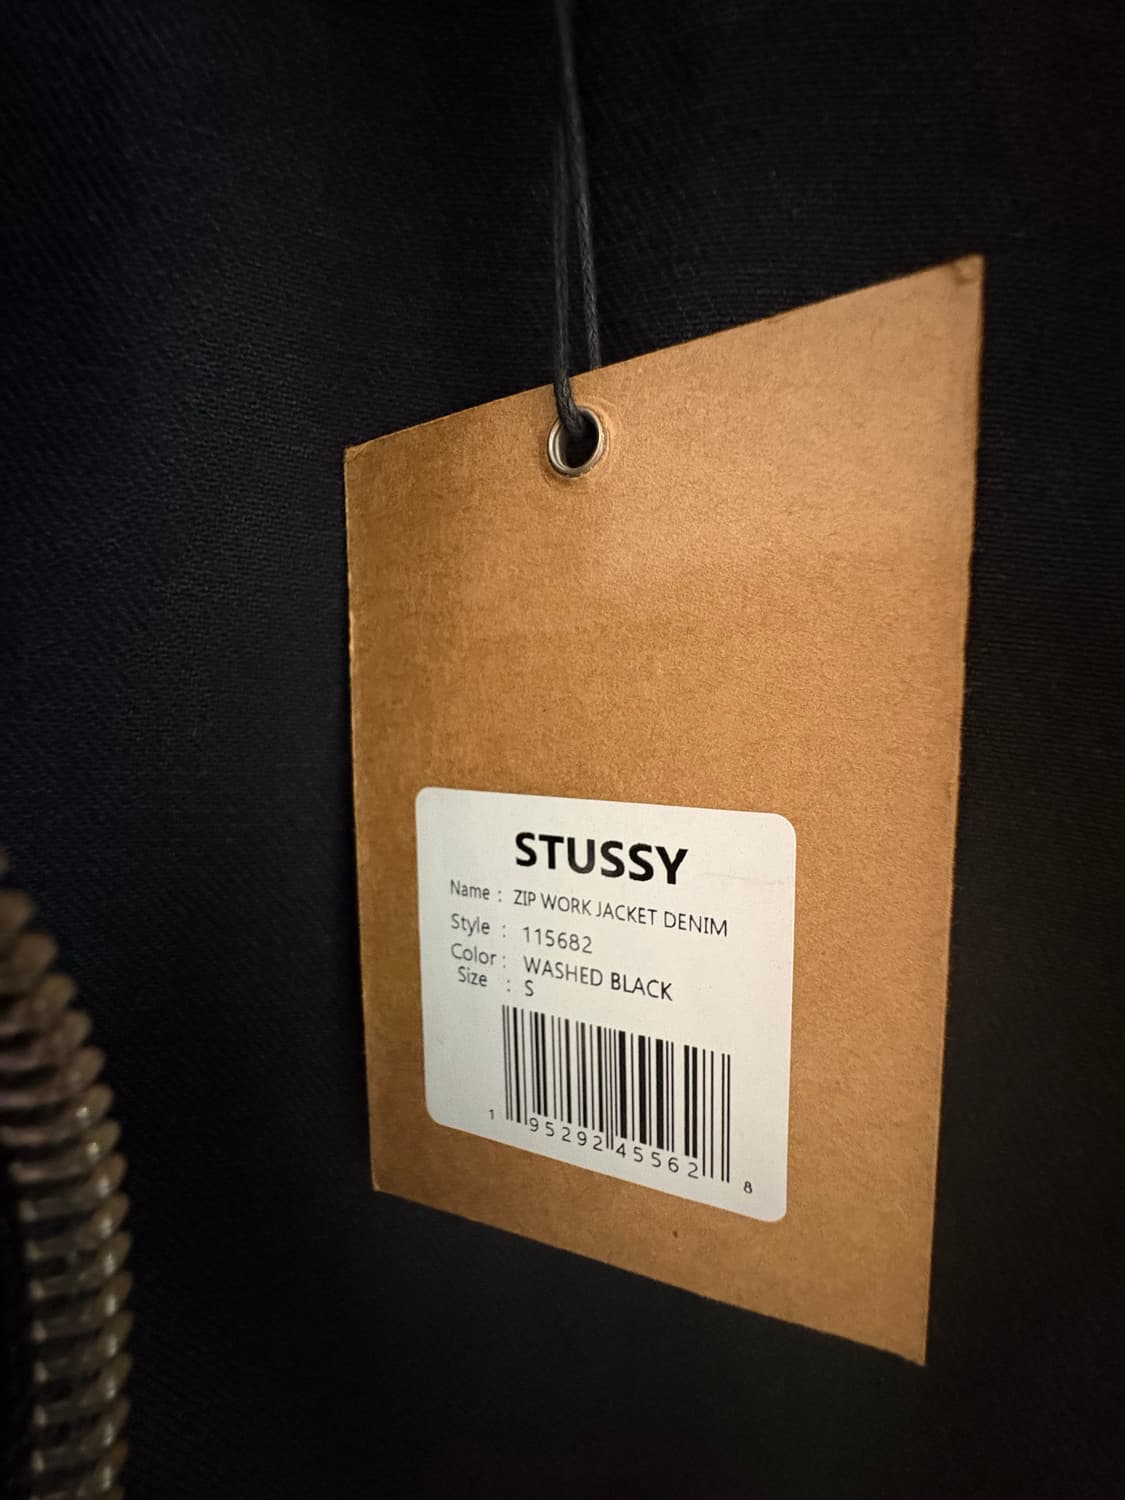 STUSSY
Name : ZIP WORK JACKET DENIM
Style : 115682
Color : WASHED BLACK
Size : S
1 95292 45562 8